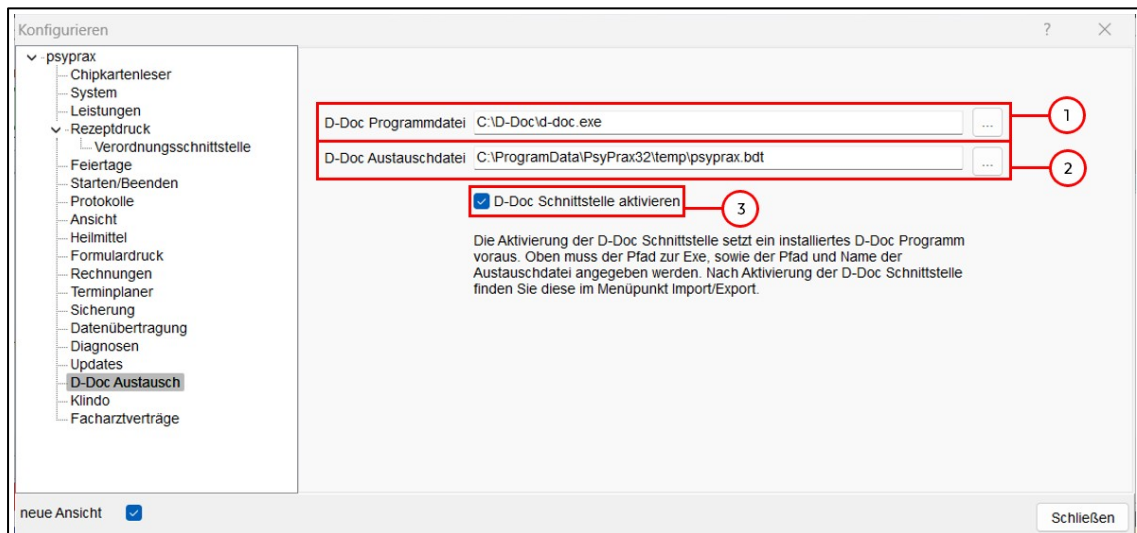 Konfigurieren
?
psyprax
Chipkartenleser
System
Leistungen
Rezeptdruck
Verordnungsschnittstelle
Feiertage
Starten/Beenden
Protokolle
Ansicht
Heilmittel
Formulardruck
Rechnungen
Terminplaner
Sicherung
Datenübertragung
Diagnosen
Updates
D-Doc Austausch
Klindo
Facharztverträge
D-Doc Programmdatei C:\D-Doc\d-doc.exe ... 1
D-Doc Austauschdatei C:\ProgramData\PsyPrax32\temp\psyprax.bdt ... 2
D-Doc Schnittstelle aktivieren 3
Die Aktivierung der D-Doc Schnittstelle setzt ein installiertes D-Doc Programm
voraus. Oben muss der Pfad zur Exe, sowie der Pfad und Name der
Austauschdatei angegeben werden. Nach Aktivierung der D-Doc Schnittstelle
finden Sie diese im Menüpunkt Import/Export.
neue Ansicht
Schließen